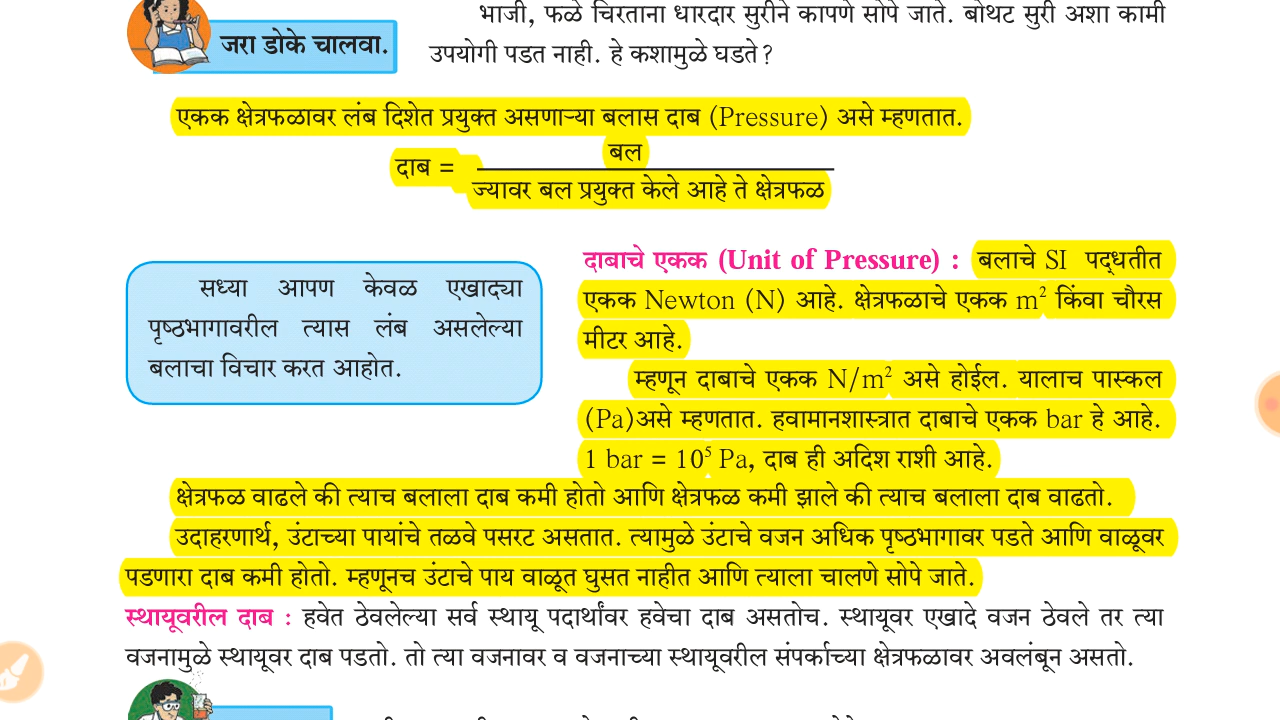 भाजी, फळे चिरताना धारदार सुरीने कापणे सोपे जाते. बोथट सुरी अशा कामी
जरा डोके चालवा.
उपयोगी पडत नाही. हे कशामुळे घडते?
एकक क्षेत्रफळावर लंब दिशेत प्रयुक्त असणाऱ्या बलास दाब (Pressure) असे म्हणतात.
बल
दाब =
ज्यावर बल प्रयुक्त केले आहे ते क्षेत्रफळ
सध्या आपण केवळ एखाद्या
पृष्ठभागावरील त्यास लंब असलेल्या
बलाचा विचार करत आहोत.
दाबाचे एकक (Unit of Pressure) : बलाचे SI पद्धतीत
एकक Newton (N) आहे. क्षेत्रफळाचे एकक m² किंवा चौरस
मीटर आहे.
म्हणून दाबाचे एकक N/m² असे होईल. यालाच पास्कल
(Pa)असे म्हणतात. हवामानशास्त्रात दाबाचे एकक bar हे आहे.
1 bar = 10⁵ Pa, दाब ही अदिश राशी आहे.
क्षेत्रफळ वाढले की त्याच बलाला दाब कमी होतो आणि क्षेत्रफळ कमी झाले की त्याच बलाला दाब वाढतो.
उदाहरणार्थ, उंटाच्या पायांचे तळवे पसरट असतात. त्यामुळे उंटाचे वजन अधिक पृष्ठभागावर पडते आणि वाळूवर
पडणारा दाब कमी होतो. म्हणूनच उंटाचे पाय वाळूत घुसत नाहीत आणि त्याला चालणे सोपे जाते.
स्थायूवरील दाब : हवेत ठेवलेल्या सर्व स्थायू पदार्थांवर हवेचा दाब असतोच. स्थायूवर एखादे वजन ठेवले तर त्या
वजनामुळे स्थायूवर दाब पडतो. तो त्या वजनावर व वजनाच्या स्थायूवरील संपर्काच्या क्षेत्रफळावर अवलंबून असतो.